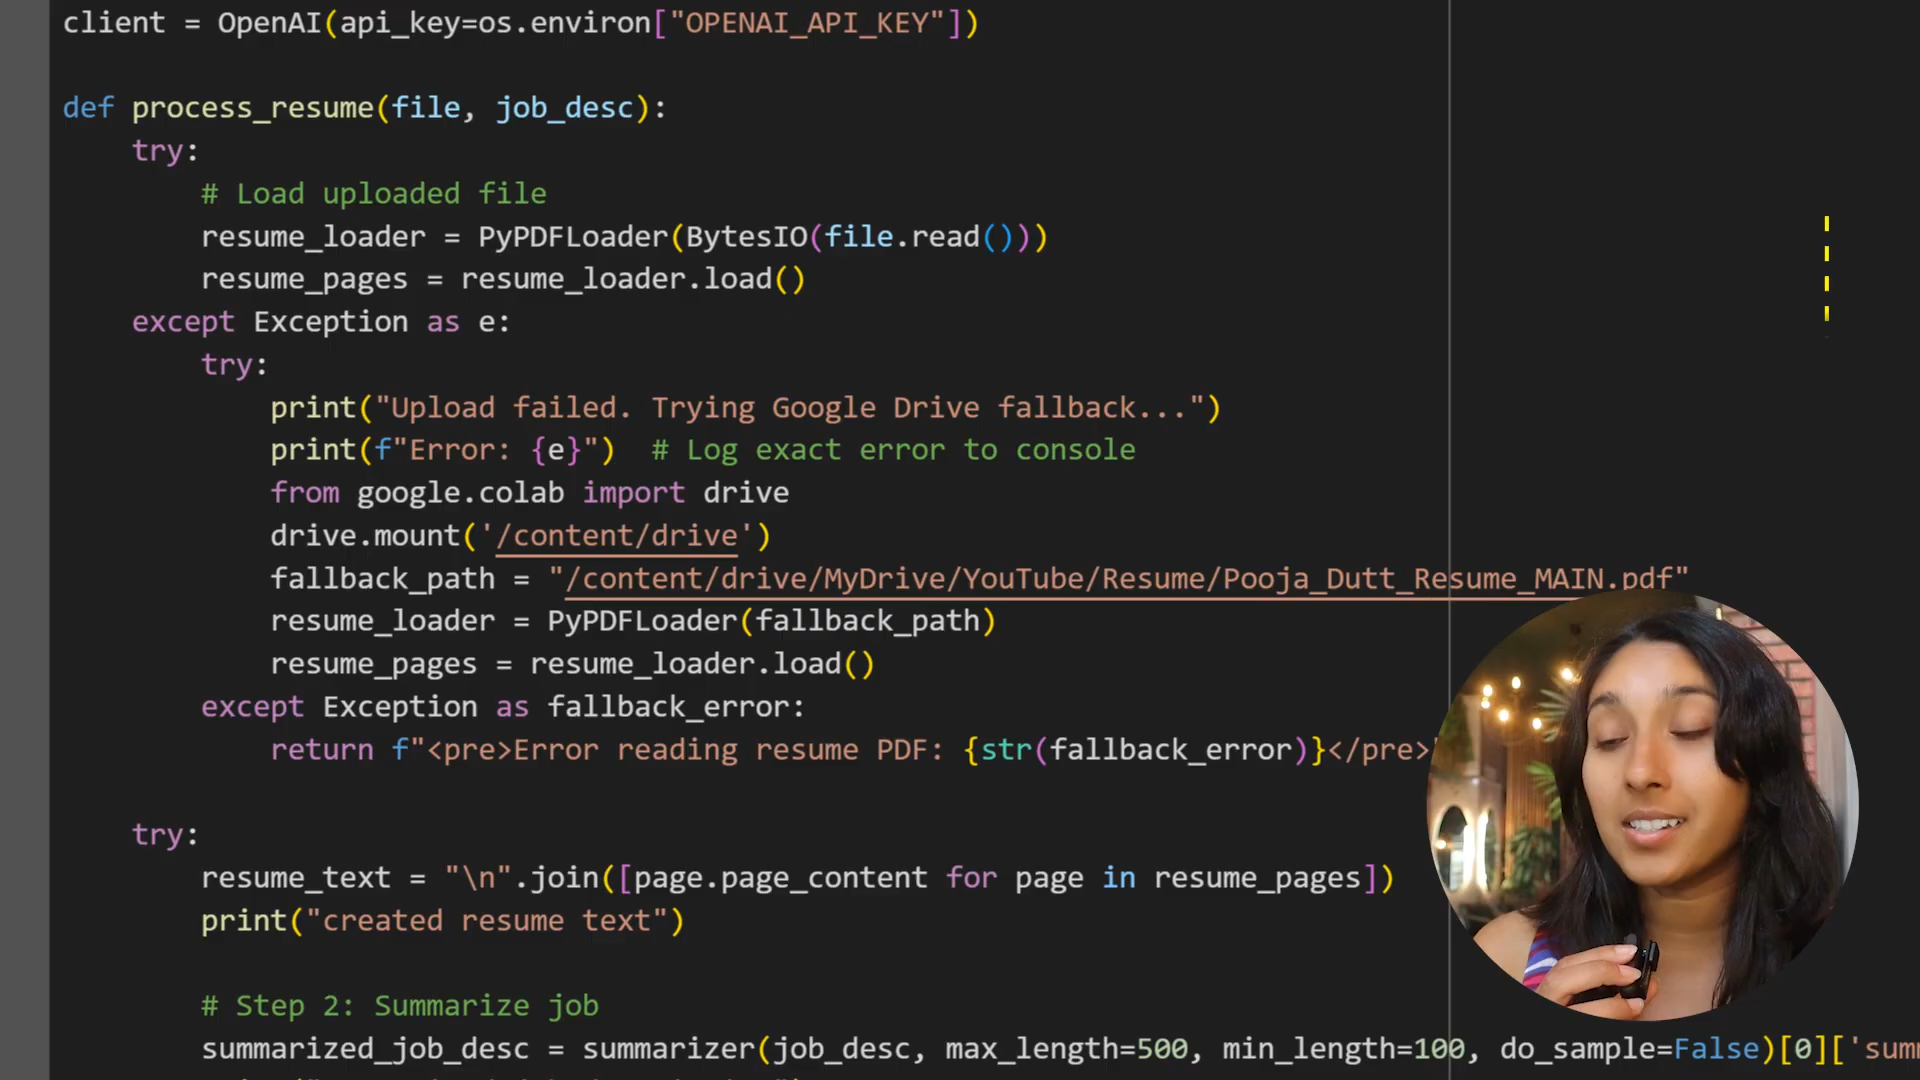 client = OpenAI(api_key=os.environ["OPENAI_API_KEY"])
def process_resume(file, job_desc):
try:
# Load uploaded file
resume_loader = PyPDFLoader(BytesIO(file.read()))
resume_pages = resume_loader.load()
except Exception as e:
try:
print("Upload failed. Trying Google Drive fallback...")
print(f"Error: {e}")  # Log exact error to console
from google.colab import drive
drive.mount('/content/drive')
fallback_path = "/content/drive/MyDrive/YouTube/Resume/Pooja_Dutt_Resume_MAIN.pdf"
resume_loader = PyPDFLoader(fallback_path)
resume_pages = resume_loader.load()
except Exception as fallback_error:
return f"<pre>Error reading resume PDF: {str(fallback_error)}</pre>
try:
resume_text = "\n".join([page.page_content for page in resume_pages])
print("created resume text")
# Step 2: Summarize job
summarized_job_desc = summarizer(job_desc, max_length=500, min_length=100, do_sample=False)[0]['summ